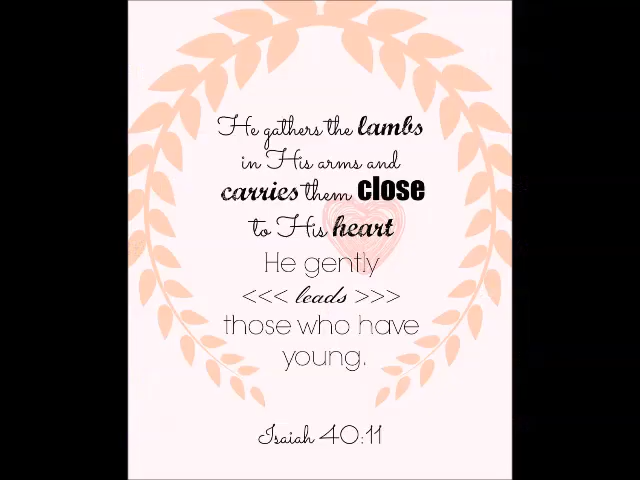 He gathers the lambs
in His arms and
carries them close
to His heart
He gently
<<< leads >>>
those who have
young.
Isaiah 40:11